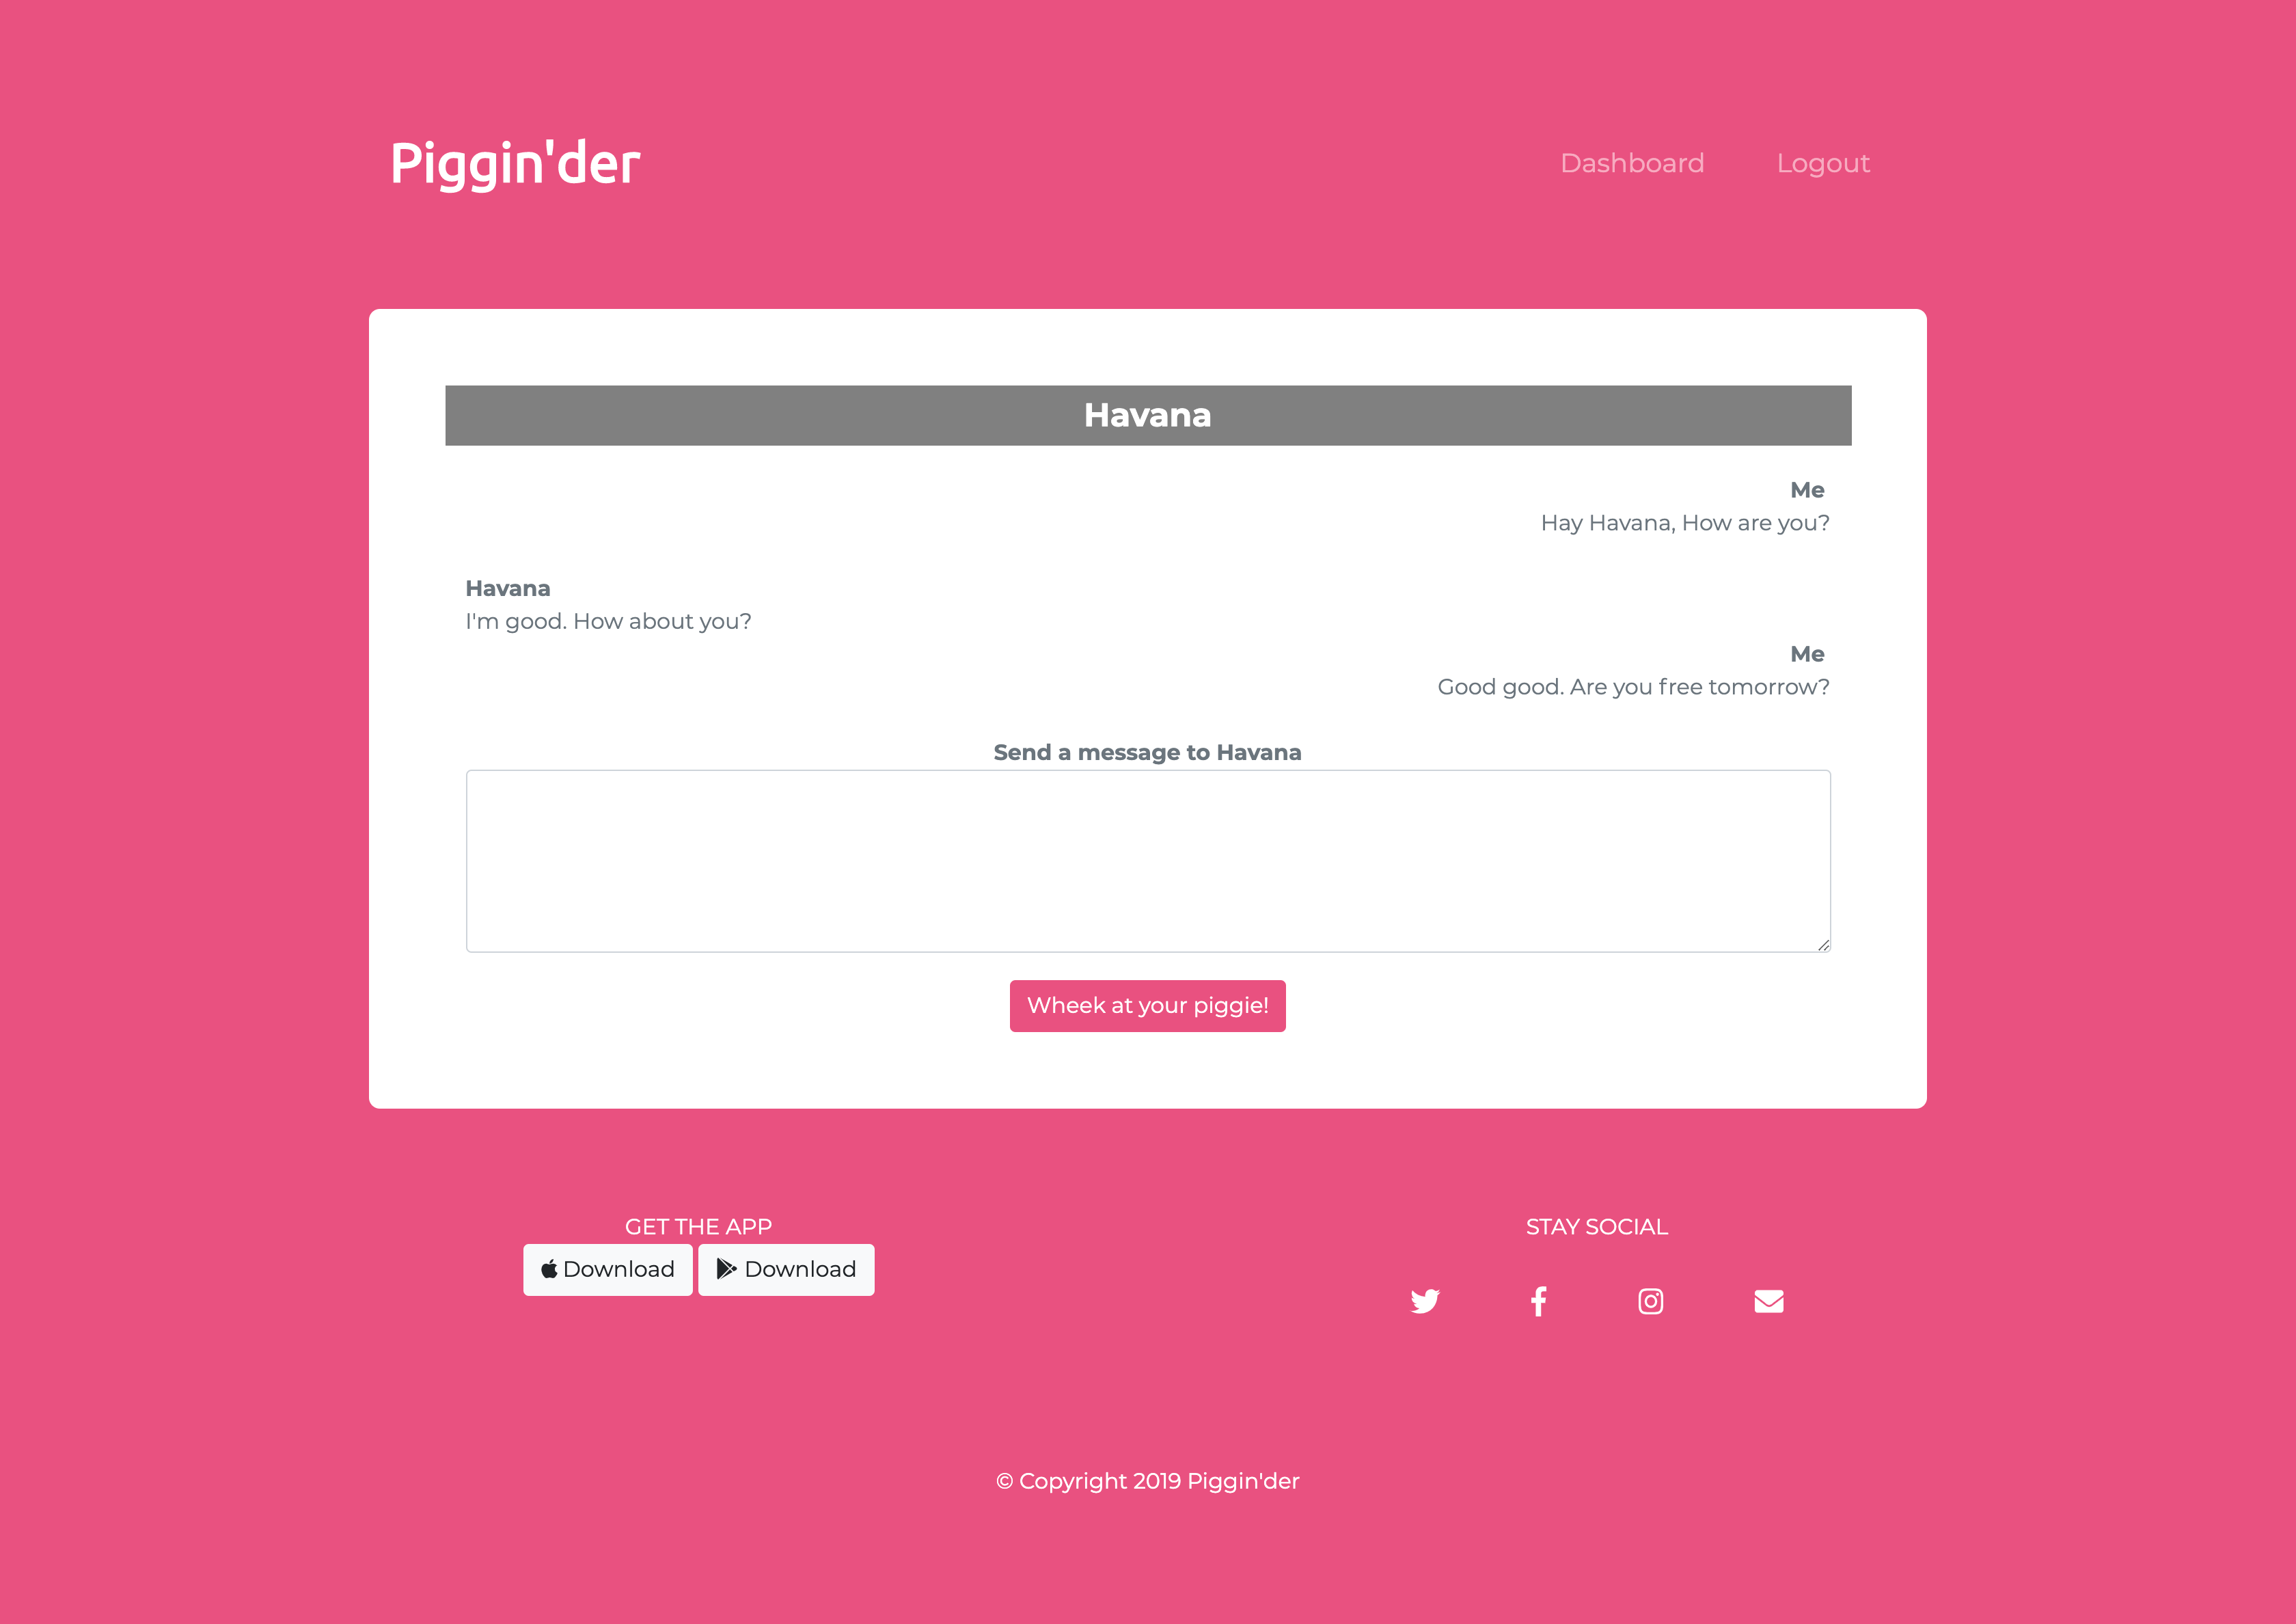 Piggin'der
Dashboard
Logout
Havana
Me
Hay Havana, How are you?
Havana
I'm good. How about you?
Me
Good good. Are you free tomorrow?
Send a message to Havana
Wheek at your piggie!
GET THE APP
Download
Download
STAY SOCIAL
© Copyright 2019 Piggin'der